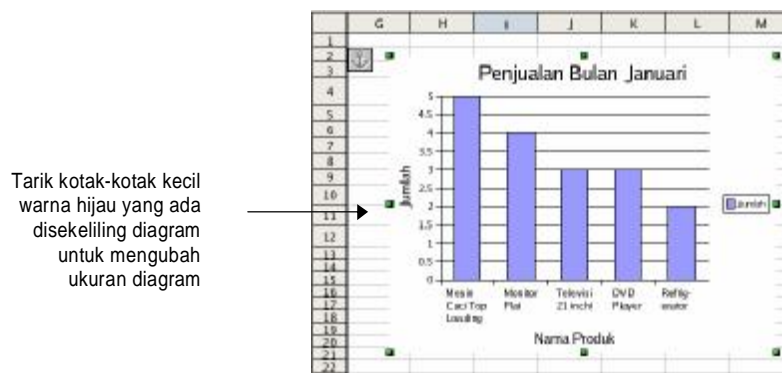 G H I J K L M
1
2
3
4
5
6
7
8
9
10
11
12
13
14
15
16
17
18
19
20
21
22
Penjualan Bulan Januari
5
4.5
4
3.5
3
2.5
2
1.5
1
0.5
0
Jumlah
Jumlah
Mesin Monitor Televisi DVD Refrig-
Cuci Top Flat 21 inchi Player erator
Loading
Nama Produk
Tarik kotak-kotak kecil
warna hijau yang ada
disekeliling diagram
untuk mengubah
ukuran diagram